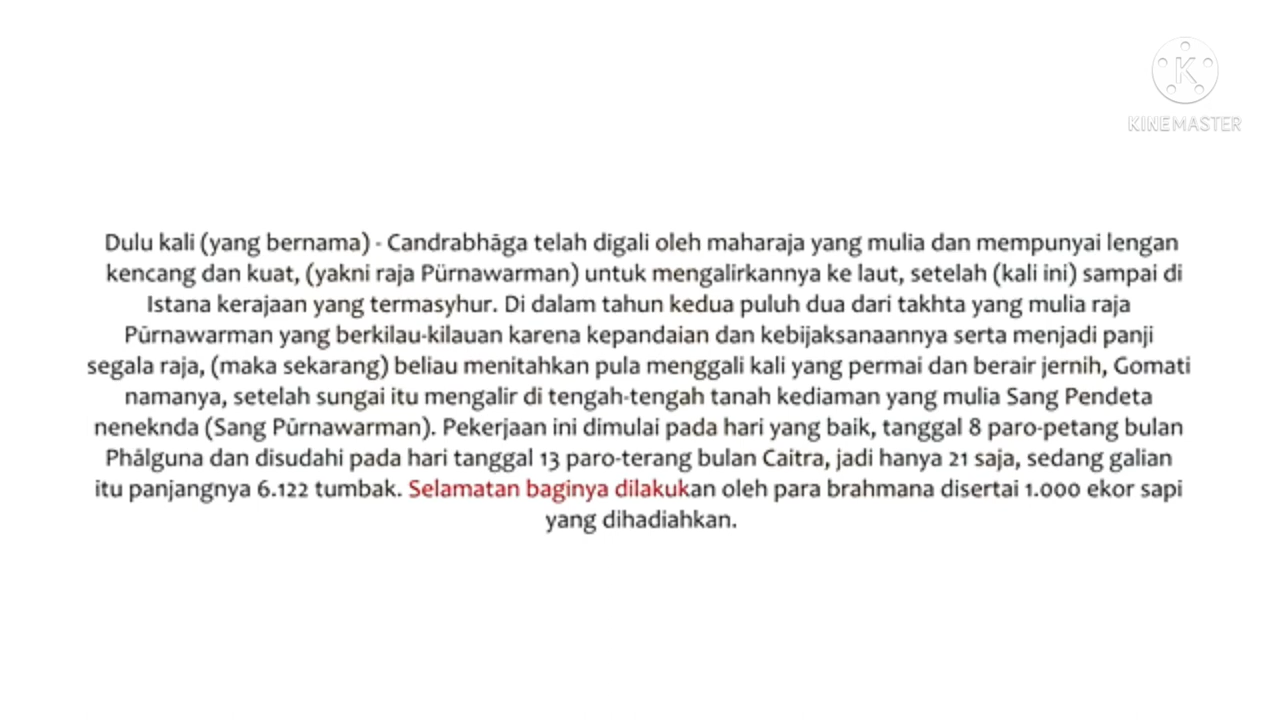 KINEMASTER
Dulu kali (yang bernama) - Candrabhāga telah digali oleh maharaja yang mulia dan mempunyai lengan
kencang dan kuat, (yakni raja Pürnawarman) untuk mengalirkannya ke laut, setelah (kali ini) sampai di
Istana kerajaan yang termasyhur. Di dalam tahun kedua puluh dua dari takhta yang mulia raja
Pūrnawarman yang berkilau-kilauan karena kepandaian dan kebijaksanaannya serta menjadi panji
segala raja, (maka sekarang) beliau menitahkan pula menggali kali yang permai dan berair jernih, Gomati
namanya, setelah sungai itu mengalir di tengah-tengah tanah kediaman yang mulia Sang Pendeta
neneknda (Sang Pūrnawarman). Pekerjaan ini dimulai pada hari yang baik, tanggal 8 paro-petang bulan
Phālguna dan disudahi pada hari tanggal 13 paro-terang bulan Caitra, jadi hanya 21 saja, sedang galian
itu panjangnya 6.122 tumbak. Selamatan baginya dilakukan oleh para brahmana disertai 1.000 ekor sapi
yang dihadiahkan.